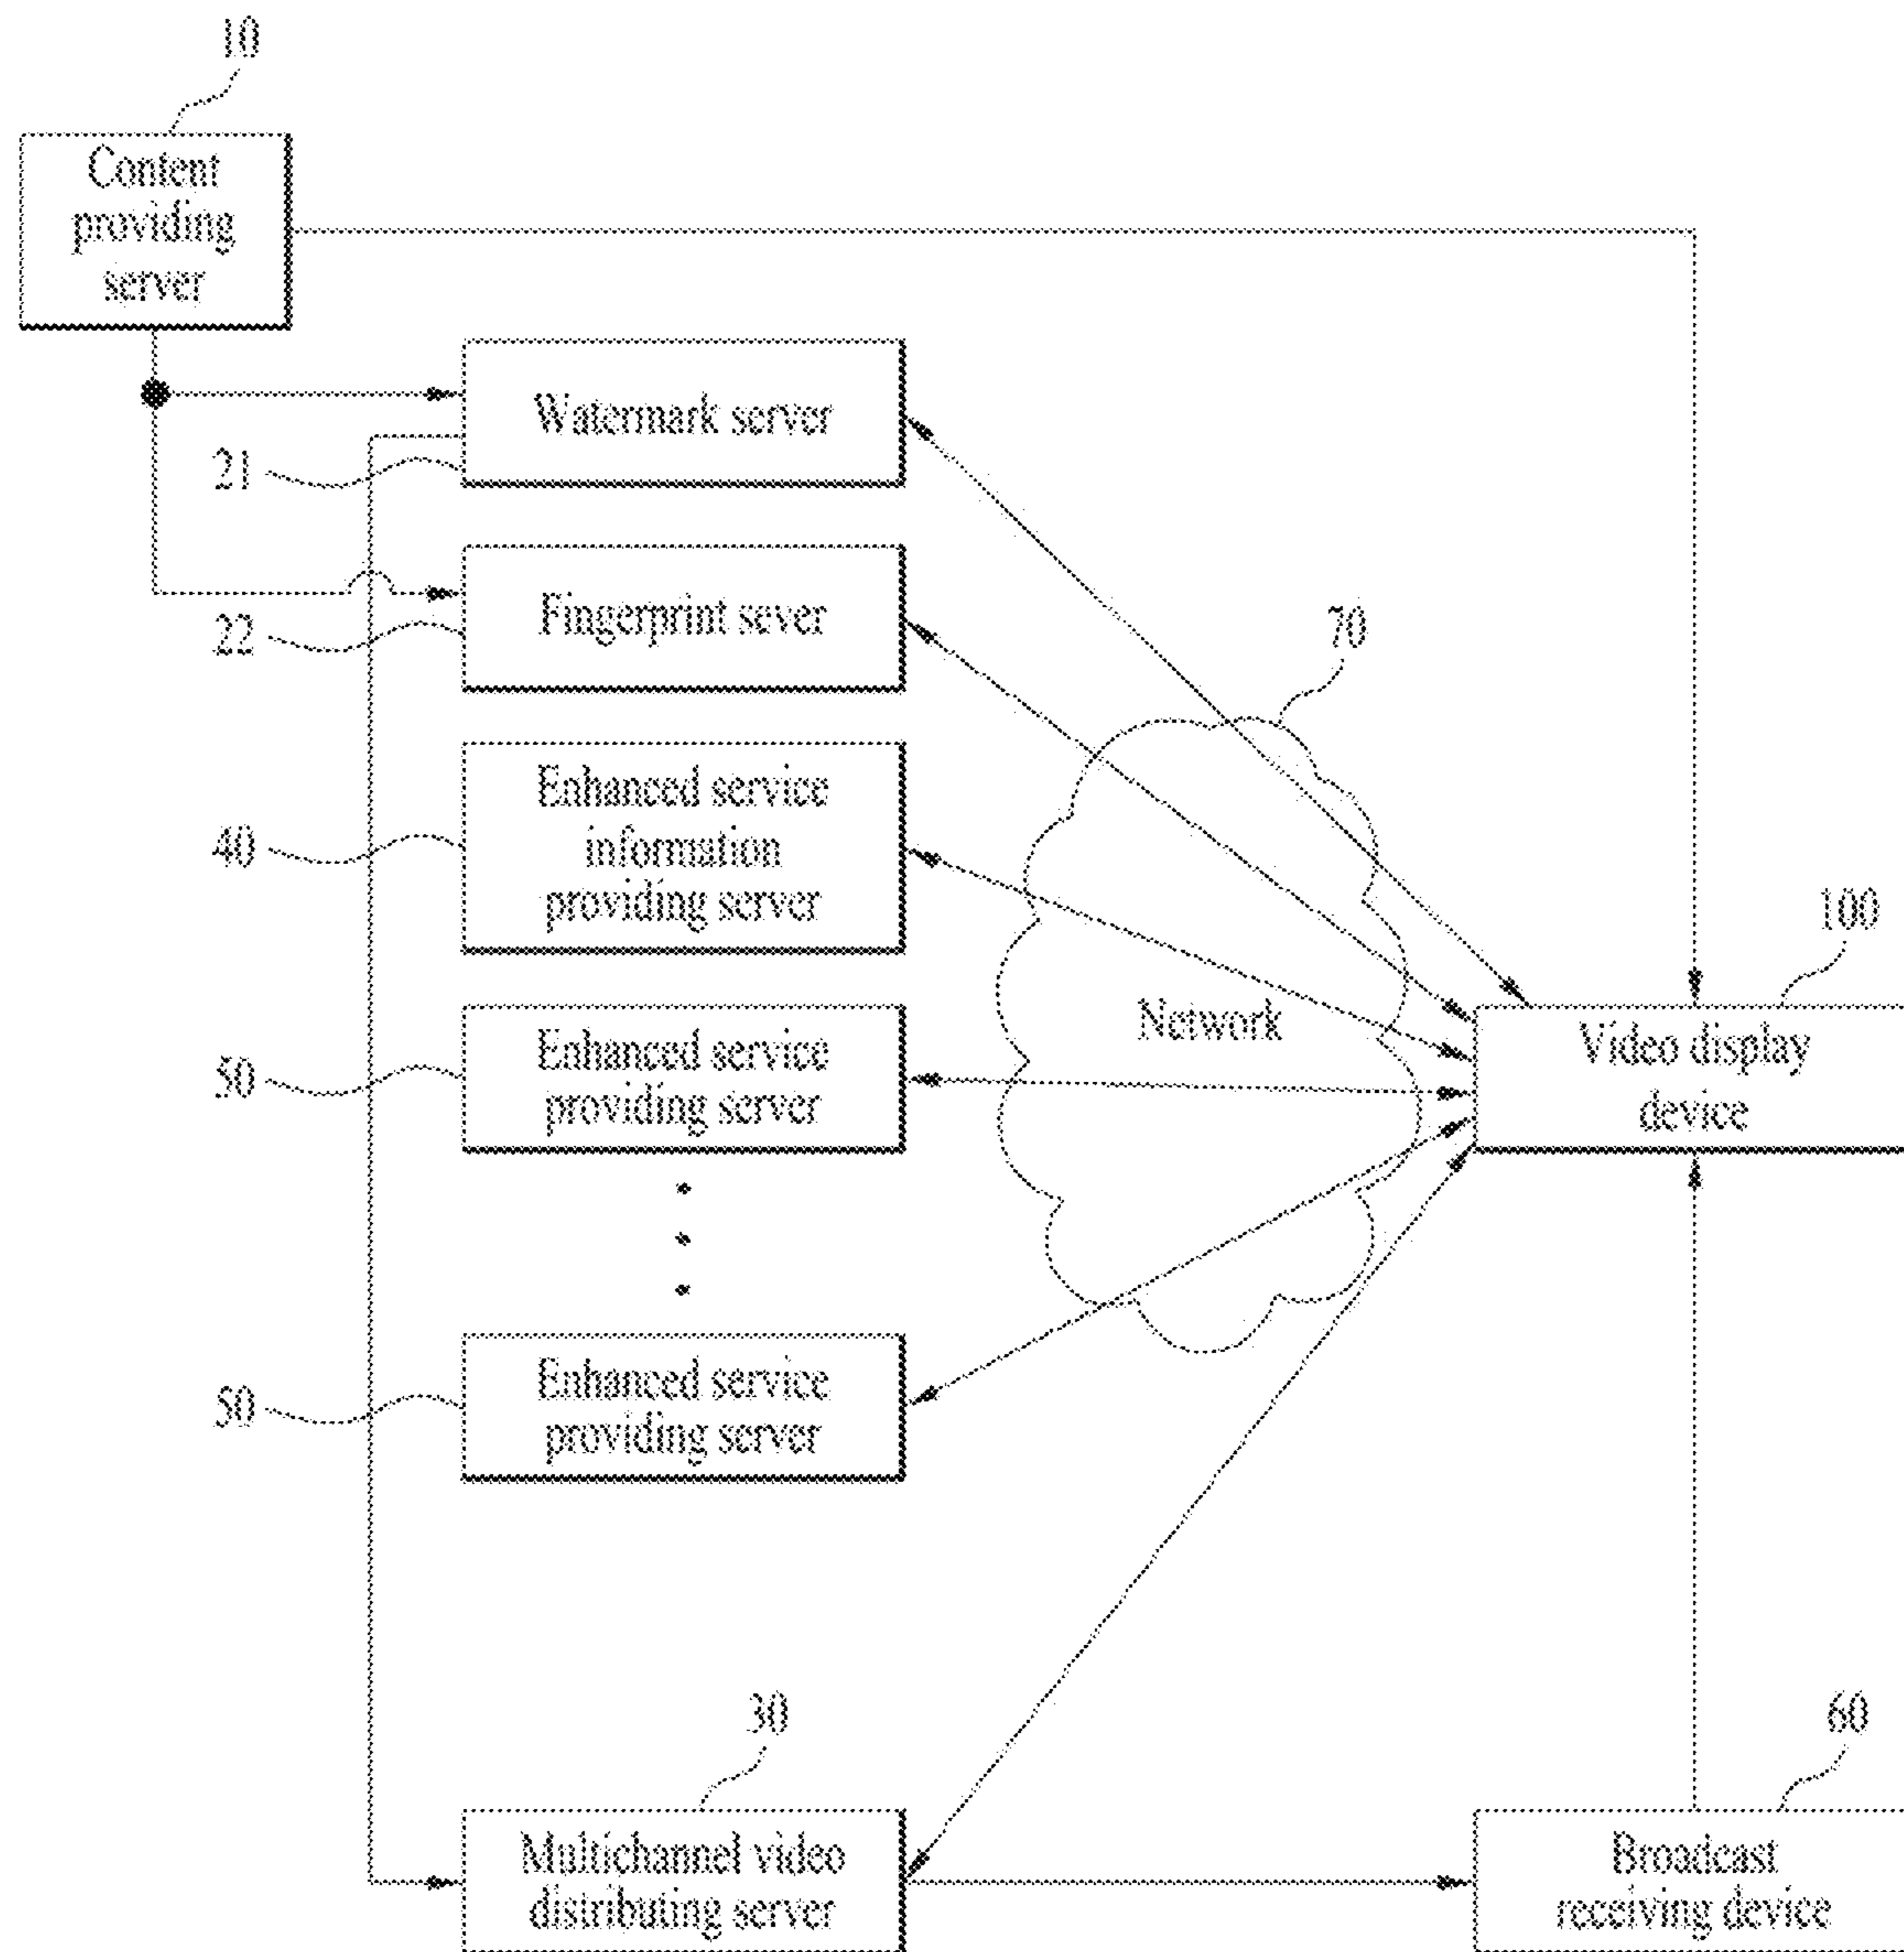 10
Content
providing
server
Watermark server
21
Fingerprint sever
22
70
Enhanced service
information
providing server
40
100
Network
Video display
device
Enhanced service
providing server
50
Enhanced service
providing server
50
30
60
Multichannel video
distributing server
Broadcast
receiving device